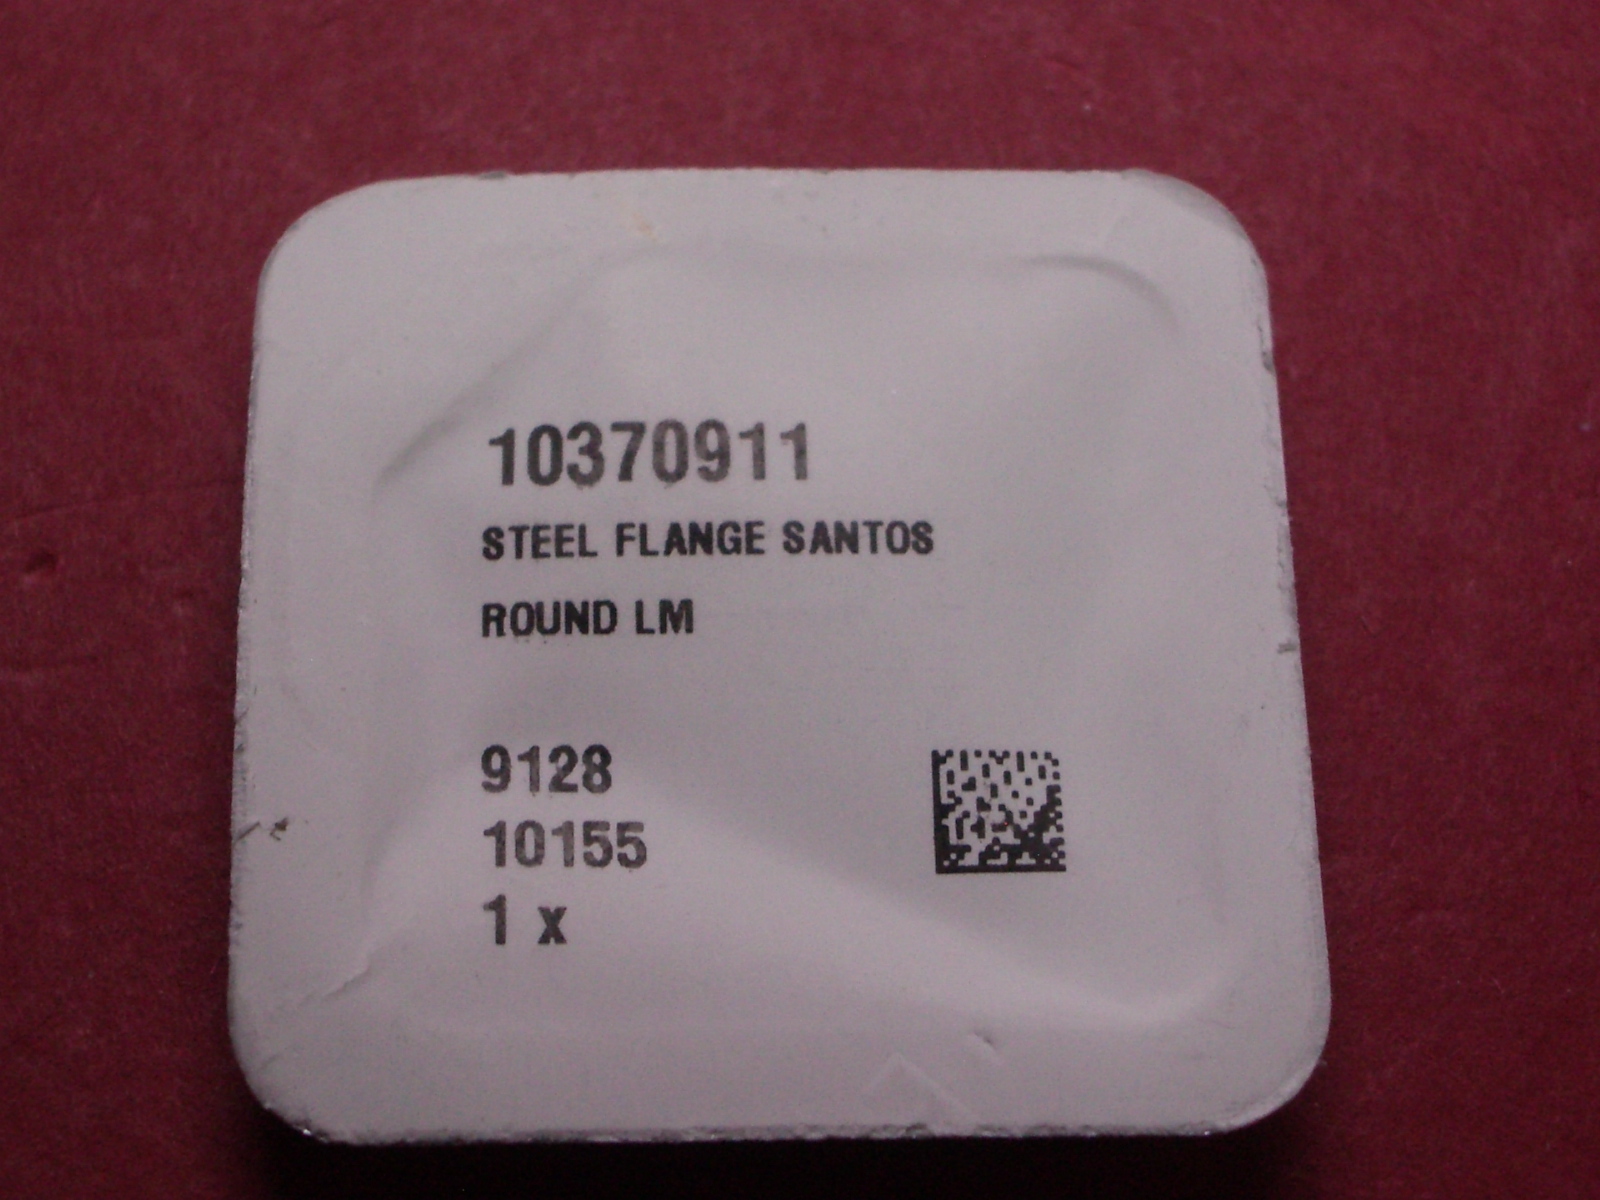 10370911
STEEL FLANGE SANTOS
ROUND LM
9128
10155
1 x